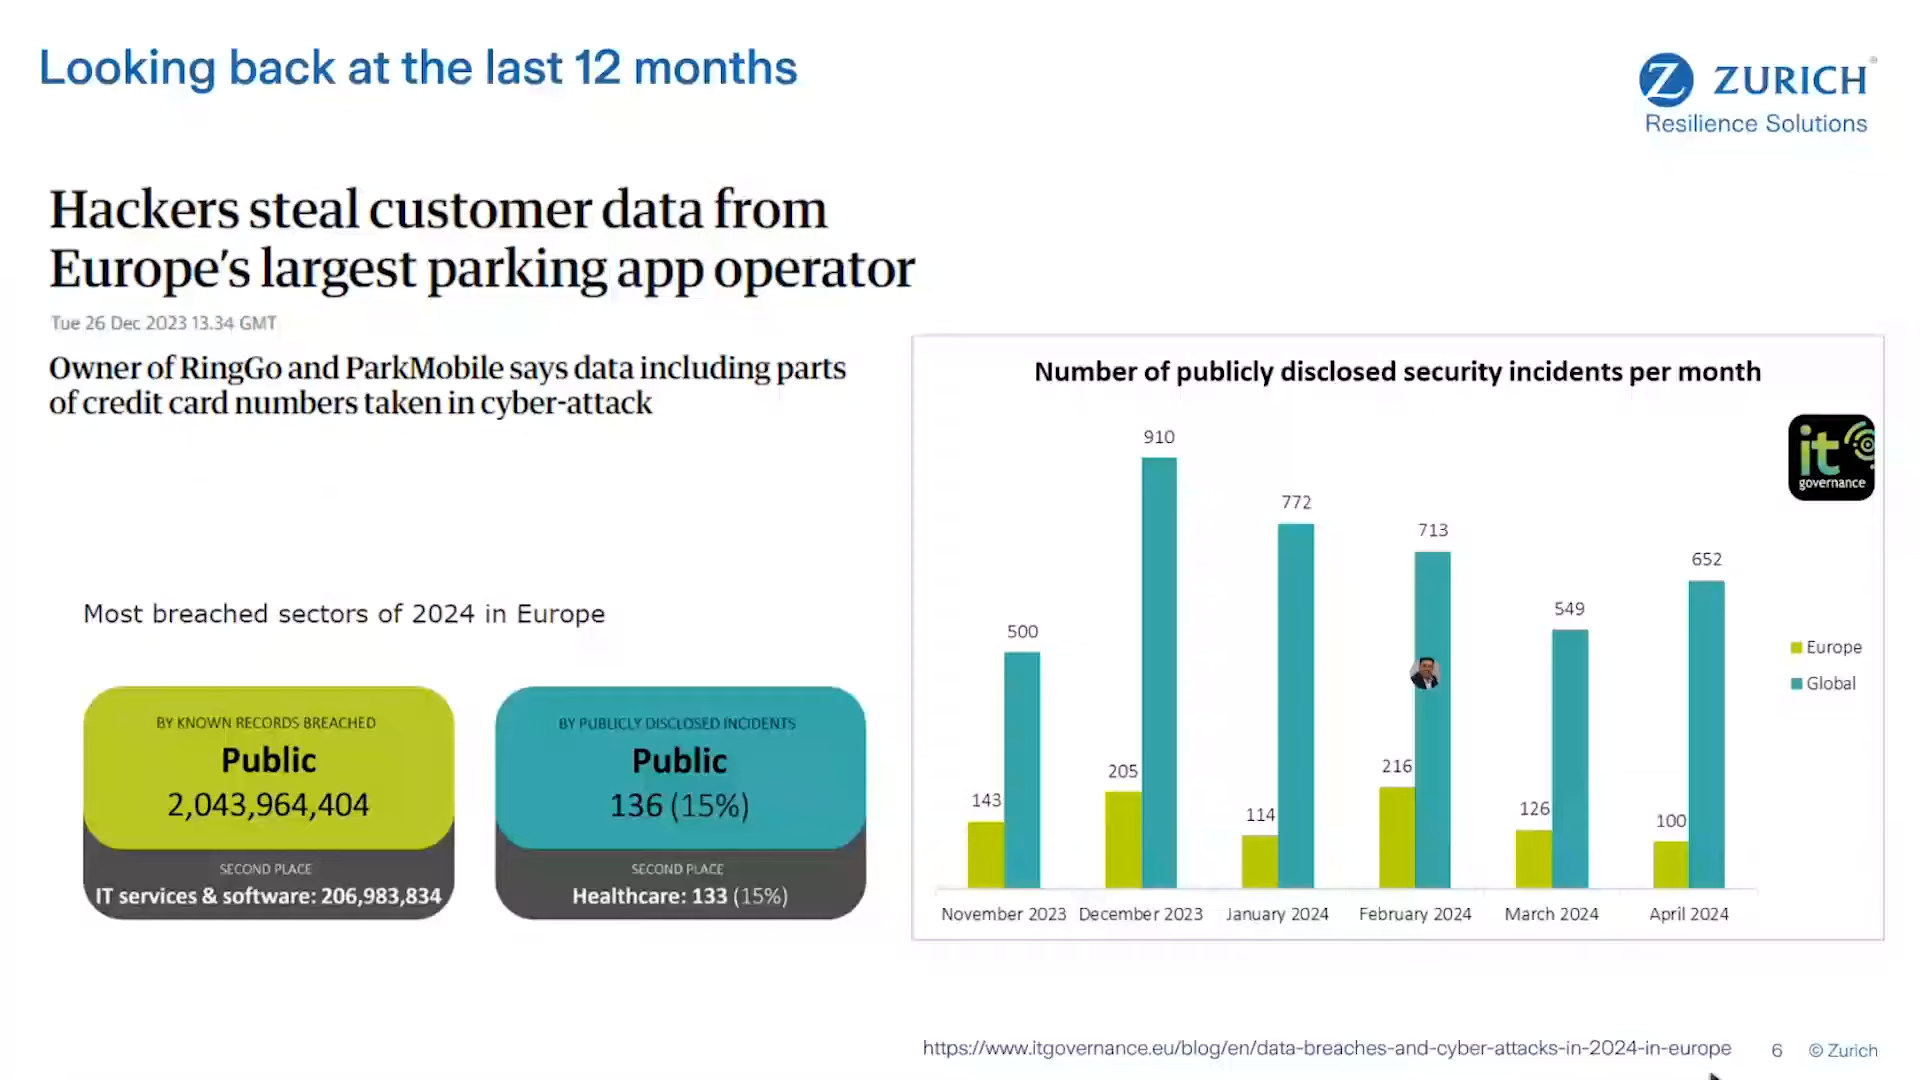 Looking back at the last 12 months
ZURICH®
Resilience Solutions
Hackers steal customer data from
Europe’s largest parking app operator
Tue 26 Dec 2023 13.34 GMT
Owner of RingGo and ParkMobile says data including parts
of credit card numbers taken in cyber-attack
Most breached sectors of 2024 in Europe
BY KNOWN RECORDS BREACHED
Public
2,043,964,404
SECOND PLACE
IT services & software: 206,983,834
BY PUBLICLY DISCLOSED INCIDENTS
Public
136 (15%)
SECOND PLACE
Healthcare: 133 (15%)
Number of publicly disclosed security incidents per month
it
governance
910
772
713
652
500
549
143
205
114
216
126
100
Europe
Global
November 2023 December 2023 January 2024 February 2024 March 2024 April 2024
https://www.itgovernance.eu/blog/en/data-breaches-and-cyber-attacks-in-2024-in-europe
6 © Zurich